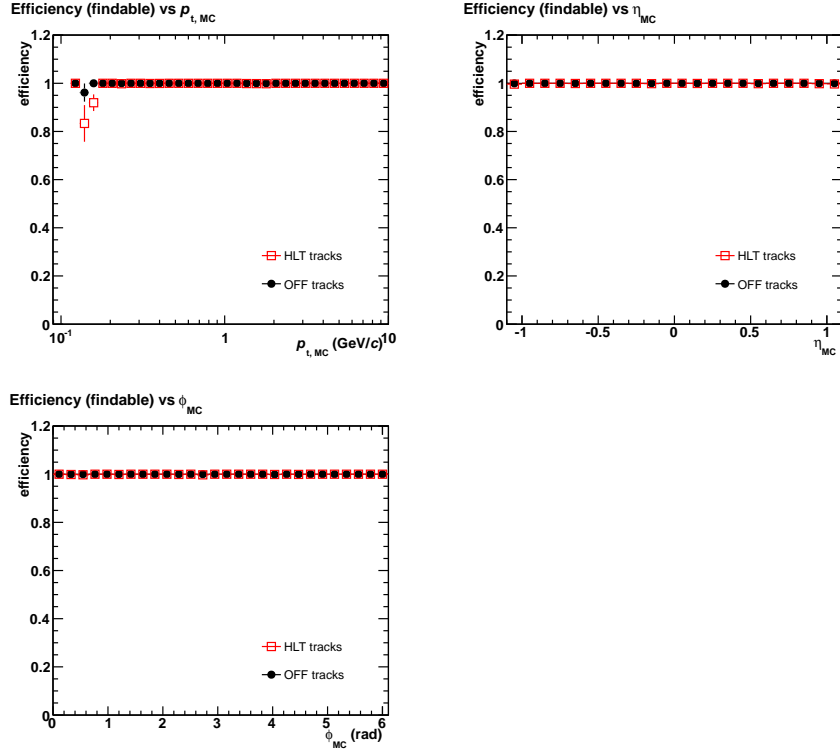 Efficiency (findable) vs p_t, MC
efficiency
1.2
1
0.8
0.6
0.4
0.2
0
HLT tracks
OFF tracks
10^-1
1
10
p_t, MC (GeV/c)
Efficiency (findable) vs η_MC
efficiency
1.2
1
0.8
0.6
0.4
0.2
0
HLT tracks
OFF tracks
-1
-0.5
0
0.5
1
η_MC
Efficiency (findable) vs ϕ_MC
efficiency
1.2
1
0.8
0.6
0.4
0.2
0
HLT tracks
OFF tracks
0
1
2
3
4
5
6
ϕ_MC (rad)